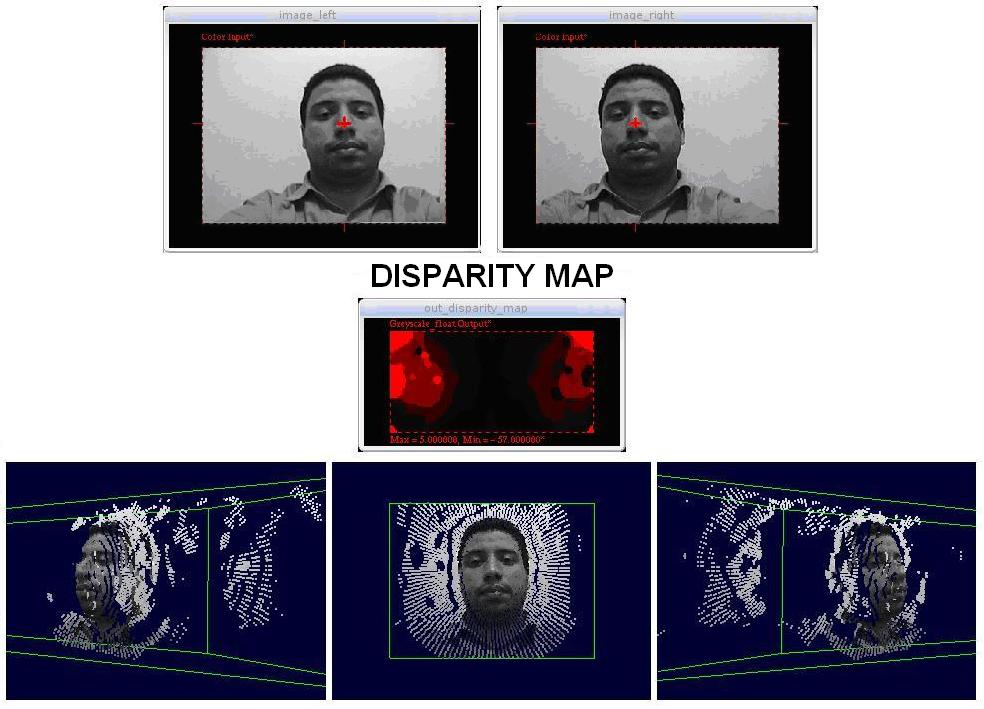 image_left
image_right
Color Input*
Color Input*
DISPARITY MAP
out_disparity_map
Greyscale_float Output*
Max = 5.000000, Min = - 57.000000*